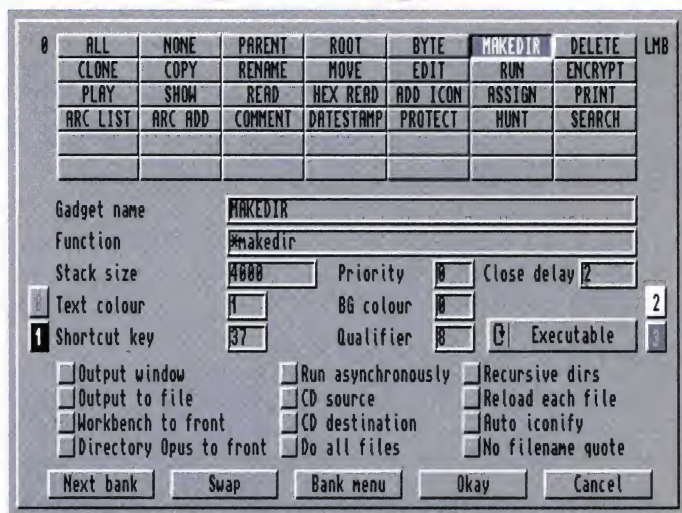 0 ALL NONE PARENT ROOT BYTE MAKEDIR DELETE LMB
CLONE COPY RENAME MOVE EDIT RUN ENCRYPT
PLAY SHOW READ HEX READ ADD ICON ASSIGN PRINT
ARC LIST ARC ADD COMMENT DATESTAMP PROTECT HUNT SEARCH
Gadget name MAKEDIR
Function *makedir
Stack size 4000 Priority 0 Close delay 2
Text colour 1 BG colour 0 2
1 Shortcut key 37 Qualifier 8 Executable 3
Output window Run asynchronously Recursive dirs
Output to file CD source Reload each file
Workbench to front CD destination Auto iconify
Directory Opus to front Do all files No filename quote
Next bank Swap Bank menu Okay Cancel